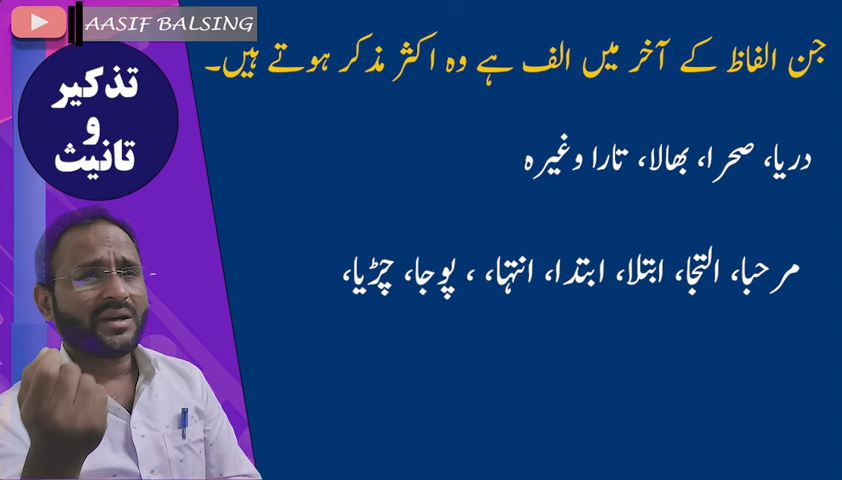 AASIF BALSING
جن الفاظ کے آخر میں الف ہے وہ اکثر مذکر ہوتے ہیں۔
تذکیر
و
تانیث
دریا، صحرا، بھالا، تارا وغیرہ
مرحبا، التجا، ابتلا، ابتدا، انتہا، ، پوجا، چڑیا،